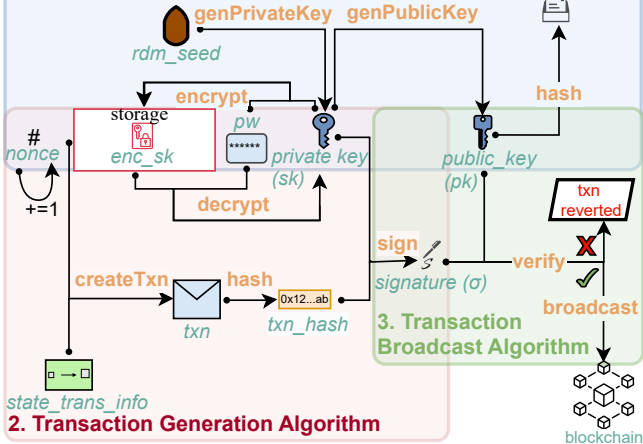 genPrivateKey
genPublicKey
rdm_seed
encrypt
hash
storage
pw
#
nonce
enc_sk
******
private key
(sk)
public_key
(pk)
+=1
decrypt
txn
reverted
sign
verify
createTxn
hash
signature (σ)
broadcast
0x12...ab
txn
txn_hash
3. Transaction
Broadcast Algorithm
state_trans_info
2. Transaction Generation Algorithm
blockchain